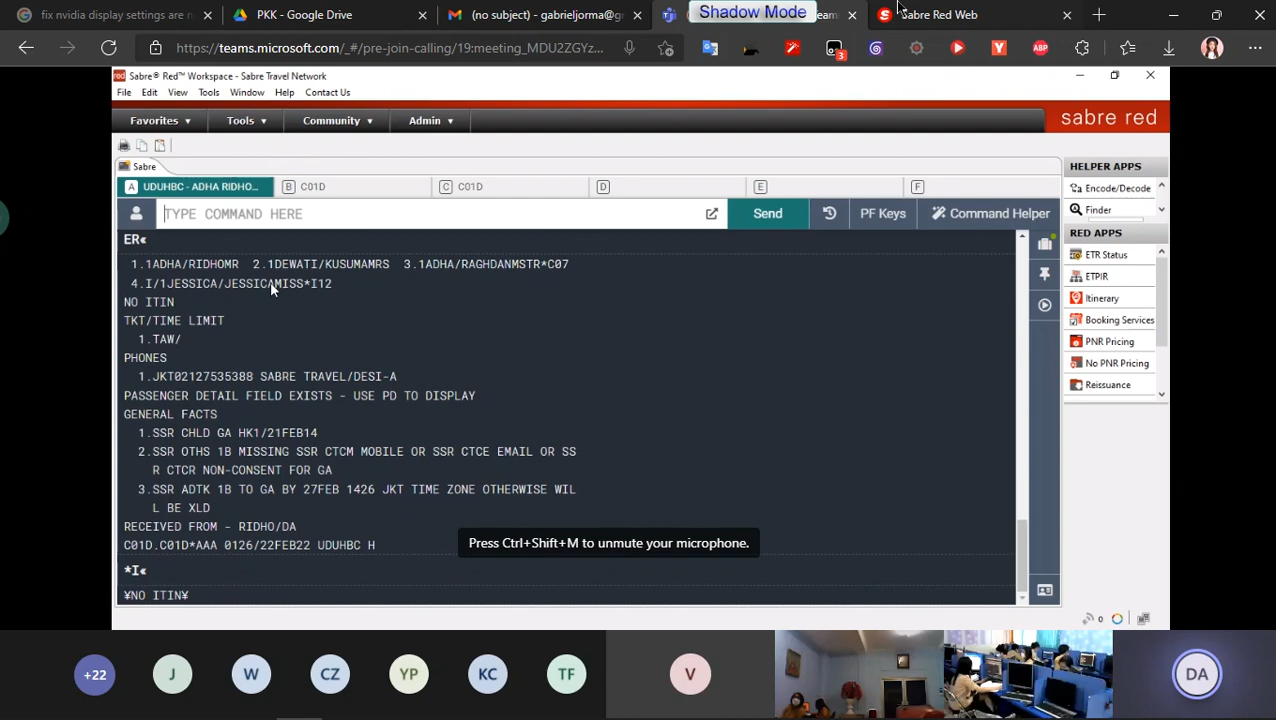 fix nvidia display settings are n
PKK - Google Drive
(no subject) - gabrieljorma@gma
Shadow Mode
eam
Sabre Red Web
https://teams.microsoft.com/_#/pre-join-calling/19:meeting_MDU2ZGYz...
3
ABP
red
Sabre® Red™ Workspace - Sabre Travel Network
File Edit View Tools Window Help Contact Us
Favorites Tools Community Admin
sabre red
Sabre
A UDUHBC - ADHA RIDHO...
B C01D
C C01D
D
E
F
TYPE COMMAND HERE
Send
PF Keys
Command Helper
ER«
1.1ADHA/RIDHOMR 2.1DEWATI/KUSUMAMRS 3.1ADHA/RAGHDANMSTR*C07
4.I/1JESSICA/JESSICAMISS*I12
NO ITIN
TKT/TIME LIMIT
1.TAW/
PHONES
1.JKT02127535388 SABRE TRAVEL/DESI-A
PASSENGER DETAIL FIELD EXISTS - USE PD TO DISPLAY
GENERAL FACTS
1.SSR CHLD GA HK1/21FEB14
2.SSR OTHS 1B MISSING SSR CTCM MOBILE OR SSR CTCE EMAIL OR SS
R CTCR NON-CONSENT FOR GA
3.SSR ADTK 1B TO GA BY 27FEB 1426 JKT TIME ZONE OTHERWISE WIL
L BE XLD
RECEIVED FROM - RIDHO/DA
C01D.C01D*AAA 0126/22FEB22 UDUHBC H
*I«
¥NO ITIN¥
Press Ctrl+Shift+M to unmute your microphone.
HELPER APPS
Encode/Decode
Finder
RED APPS
ETR Status
ETPIR
Itinerary
Booking Services
PNR Pricing
No PNR Pricing
Reissuance
0
+22
J
W
CZ
YP
KC
TF
V
DA